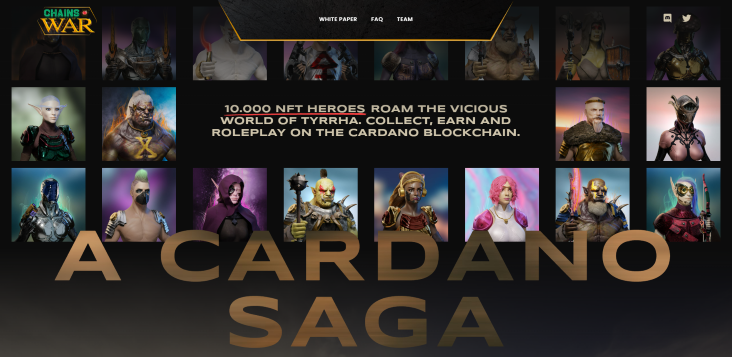 CHAINS OF WAR
WHITE PAPER FAQ TEAM
10.000 NFT HEROES ROAM THE VICIOUS
WORLD OF TYRRHA. COLLECT, EARN AND
ROLEPLAY ON THE CARDANO BLOCKCHAIN.
A CARDANO
SAGA